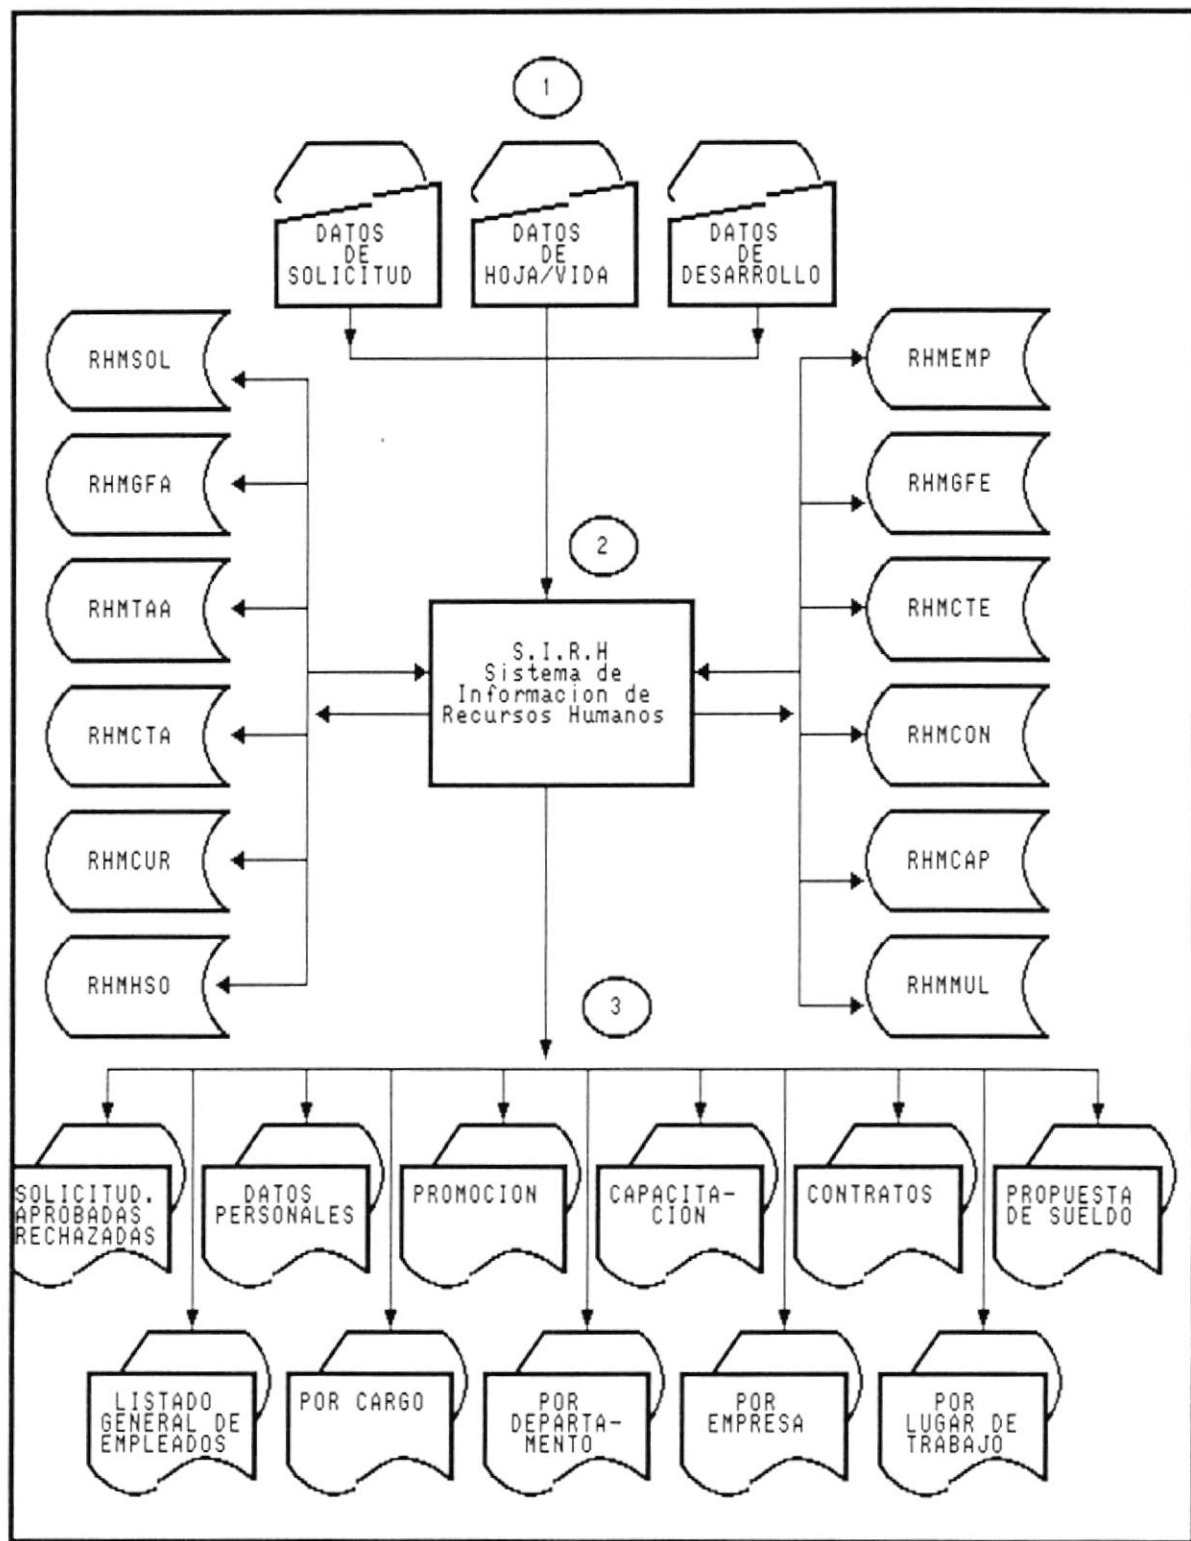 1
DATOS
DE
SOLICITUD
DATOS
DE
HOJA/VIDA
DATOS
DE
DESARROLLO
RHMSOL
RHMEMP
RHMGFA
RHMGFE
2
RHMTAA
RHMCTE
S.I.R.H
Sistema de
Informacion de
Recursos Humanos
RHMCTA
RHMCON
RHMCUR
RHMCAP
RHMHSO
RHMMUL
3
SOLICITUD.
APROBADAS
RECHAZADAS
DATOS
PERSONALES
PROMOCION
CAPACITA-
CION
CONTRATOS
PROPUESTA
DE SUELDO
LISTADO
GENERAL DE
EMPLEADOS
POR CARGO
POR
DEPARTA-
MENTO
POR
EMPRESA
POR
LUGAR DE
TRABAJO